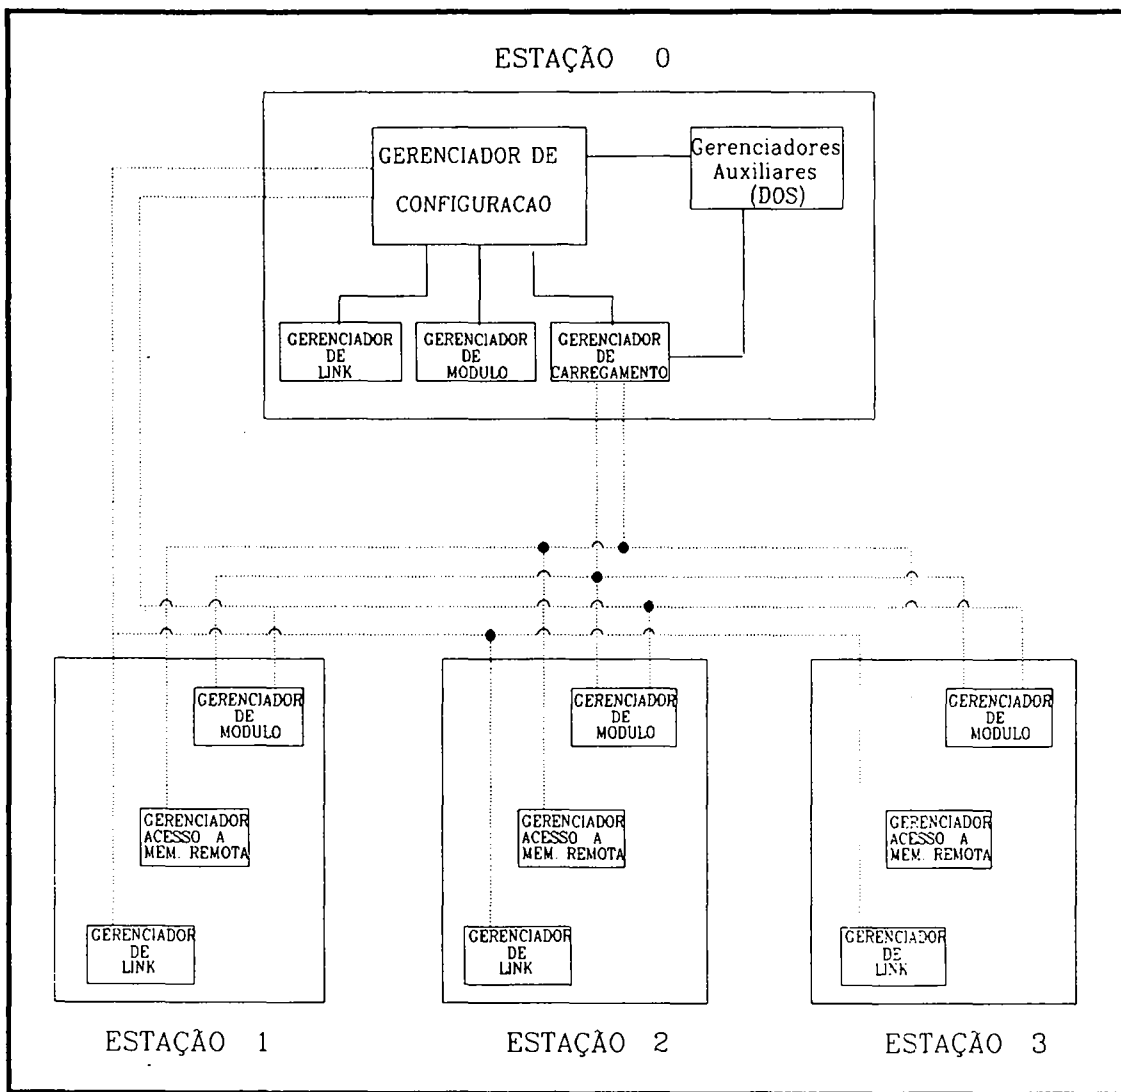 ESTAÇÃO 0
GERENCIADOR DE
CONFIGURACAO
Gerenciadores
Auxiliares
(DOS)
GERENCIADOR
DE
LINK
GERENCIADOR
DE
MODULO
GERENCIADOR
DE
CARREGAMENTO
GERENCIADOR
DE
MODULO
GERENCIADOR
ACESSO A
MEM. REMOTA
GERENCIADOR
DE
LINK
ESTAÇÃO 1
GERENCIADOR
DE
MODULO
GERENCIADOR
ACESSO A
MEM. REMOTA
GERENCIADOR
DE
LINK
ESTAÇÃO 2
GERENCIADOR
DE
MODULO
GERENCIADOR
ACESSO A
MEM. REMOTA
GERENCIADOR
DE
LINK
ESTAÇÃO 3